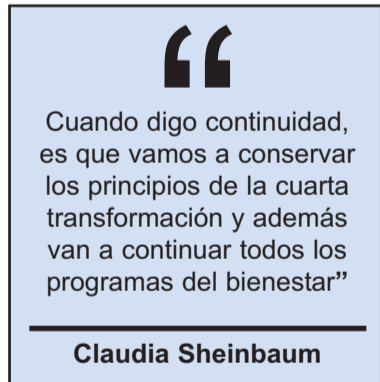 “
Cuando digo continuidad,
es que vamos a conservar
los principios de la cuarta
transformación y además
van a continuar todos los
programas del bienestar”
Claudia Sheinbaum